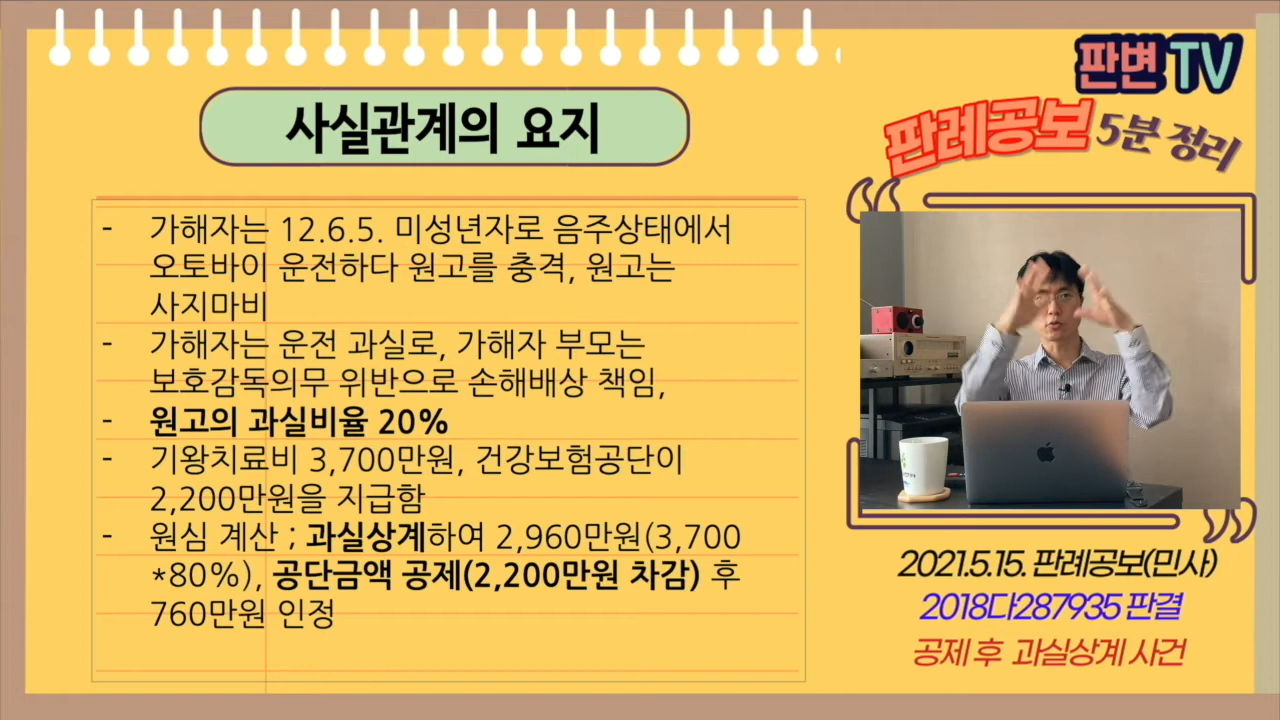 판변 TV
판례공보 5분 정리
사실관계의 요지
- 가해자는 12.6.5. 미성년자로 음주상태에서
오토바이 운전하다 원고를 충격, 원고는
사지마비
- 가해자는 운전 과실로, 가해자 부모는
보호감독의무 위반으로 손해배상 책임,
- 원고의 과실비율 20%
- 기왕치료비 3,700만원, 건강보험공단이
2,200만원을 지급함
- 원심 계산 ; 과실상계하여 2,960만원(3,700
*80%), 공단금액 공제(2,200만원 차감) 후
760만원 인정
2021.5.15. 판례공보(민사)
2018다287935 판결
공제 후 과실상계 사건